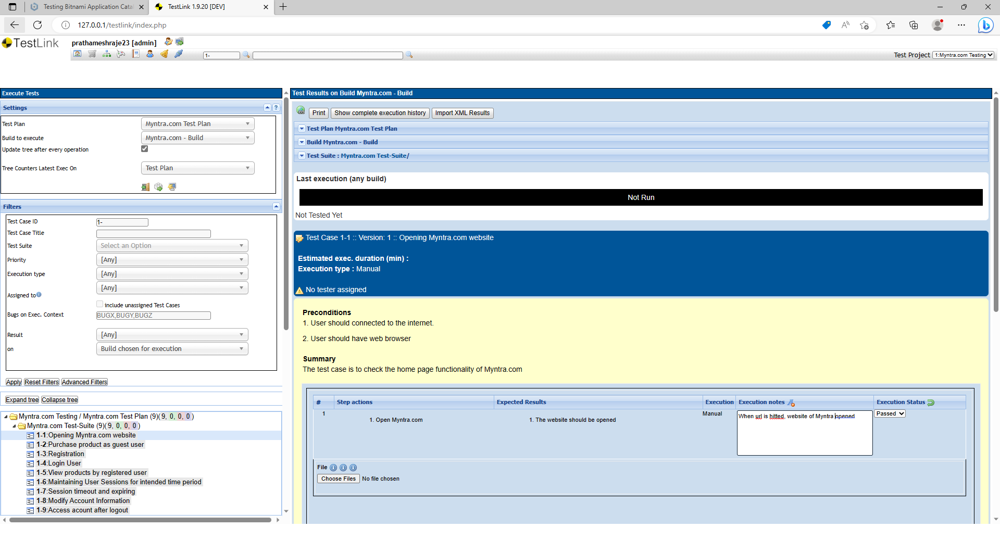 Testing Bitnami Application Cata
TestLink 1.9.20 [DEV]
127.0.0.1/testlink/index.php
TestLink
prathameshraje23 [admin]
1-
Test Project 1:Myntra.com Testing
Execute Tests
Settings
Test Plan Myntra.com Test Plan
Build to execute Myntra.com - Build
Update tree after every operation
Tree Counters Latest Exec On Test Plan
Filters
Test Case ID 1-
Test Case Title
Test Suite Select an Option
Priority [Any]
Execution type [Any]
[Any]
Assigned to
include unassigned Test Cases
Bugs on Exec. Context BUGX,BUGY,BUGZ
Result [Any]
on Build chosen for execution
Apply Reset Filters Advanced Filters
Expand tree Collapse tree
Myntra.com Testing / Myntra.com Test Plan (9)(9, 0, 0, 0 )
Myntra.com Test-Suite (9)(9, 0, 0, 0 )
1-1:Opening Myntra.com website
1-2:Purchase product as guest user
1-3:Registration
1-4:Login User
1-5:View products by registered user
1-6:Maintaining User Sessions for intended time period
1-7:Session timeout and expiring
1-8:Modify Account Information
1-9:Access acount after logout
Test Results on Build Myntra.com - Build
Print Show complete execution history Import XML Results
Test Plan Myntra.com Test Plan
Build Myntra.com - Build
Test Suite : Myntra.com Test-Suite/
Last execution (any build)
Not Run
Not Tested Yet
Test Case 1-1 :: Version: 1 :: Opening Myntra.com website
Estimated exec. duration (min) :
Execution type : Manual
No tester assigned
Preconditions
1. User should connected to the internet.
2. User should have web browser
Summary
The test case is to check the home page functionality of Myntra.com
# Step actions Expected Results Execution Execution notes Execution Status
1 1. Open Myntra.com 1. The website should be opened Manual When url is hitted, website of Myntra opened Passed
File
Choose Files No file chosen